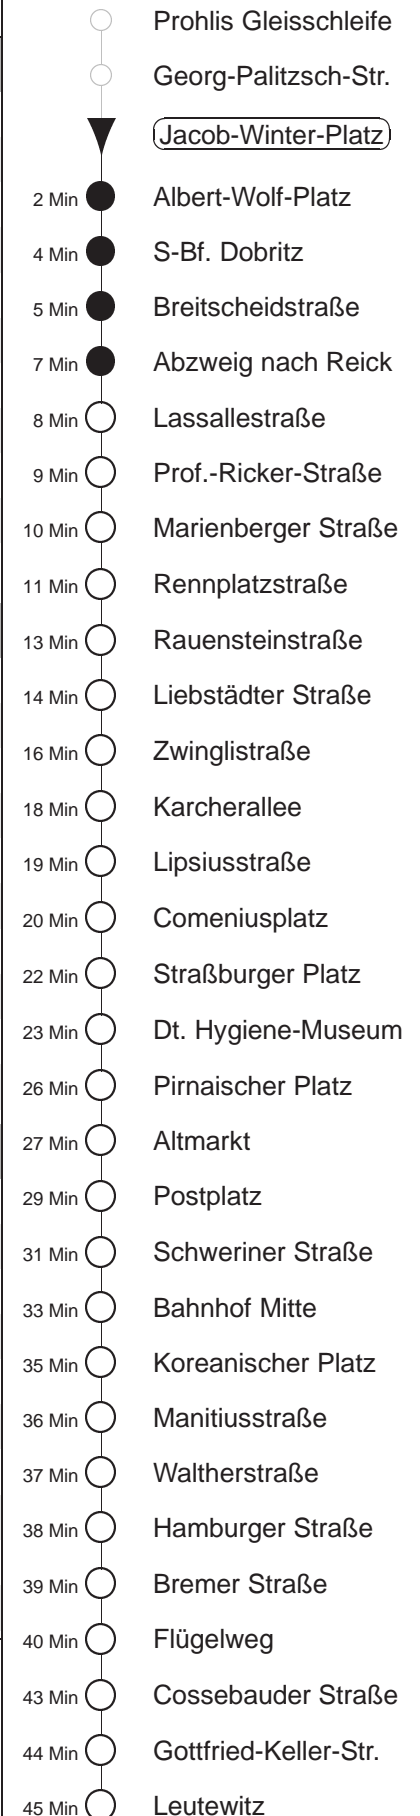 Prohlis Gleisschleife
Georg-Palitzsch-Str.
Jacob-Winter-Platz
2 Min Albert-Wolf-Platz
4 Min S-Bf. Dobritz
5 Min Breitscheidstraße
7 Min Abzweig nach Reick
8 Min Lassallestraße
9 Min Prof.-Ricker-Straße
10 Min Marienberger Straße
11 Min Rennplatzstraße
13 Min Rauensteinstraße
14 Min Liebstädter Straße
16 Min Zwinglistraße
18 Min Karcherallee
19 Min Lipsiusstraße
20 Min Comeniusplatz
22 Min Straßburger Platz
23 Min Dt. Hygiene-Museum
26 Min Pirnaischer Platz
27 Min Altmarkt
29 Min Postplatz
31 Min Schweriner Straße
33 Min Bahnhof Mitte
35 Min Koreanischer Platz
36 Min Manitiusstraße
37 Min Waltherstraße
38 Min Hamburger Straße
39 Min Bremer Straße
40 Min Flügelweg
43 Min Cossebauder Straße
44 Min Gottfried-Keller-Str.
45 Min Leutewitz